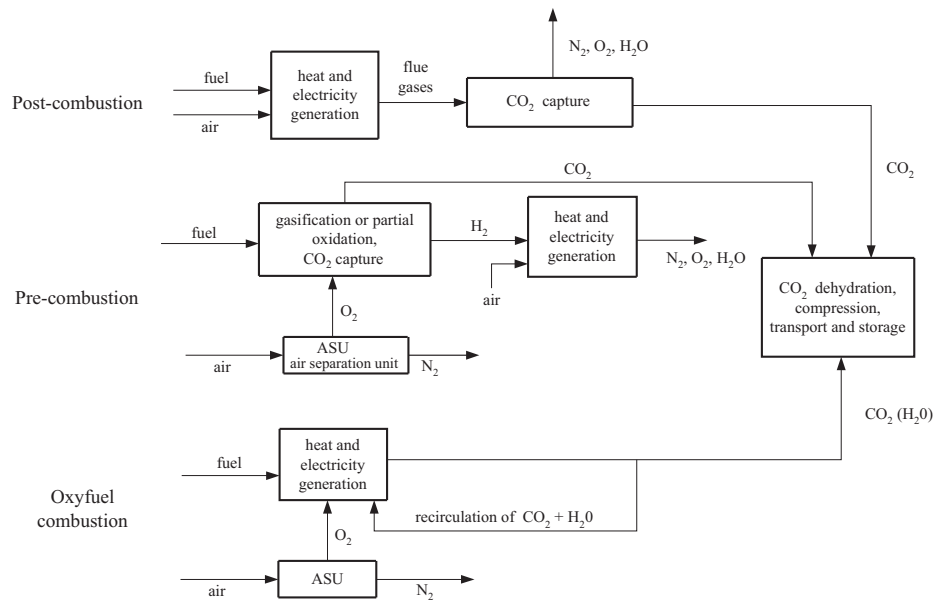 N₂, O₂, H₂O
Post-combustion
fuel
air
heat and
electricity
generation
flue
gases
CO₂ capture
CO₂
CO₂
Pre-combustion
fuel
gasification or partial
oxidation,
CO₂ capture
H₂
air
heat and
electricity
generation
N₂, O₂, H₂O
CO₂ dehydration,
compression,
transport and storage
O₂
air
ASU
air separation unit
N₂
CO₂ (H₂0)
Oxyfuel
combustion
fuel
heat and
electricity
generation
recirculation of CO₂ + H₂0
O₂
air
ASU
N₂